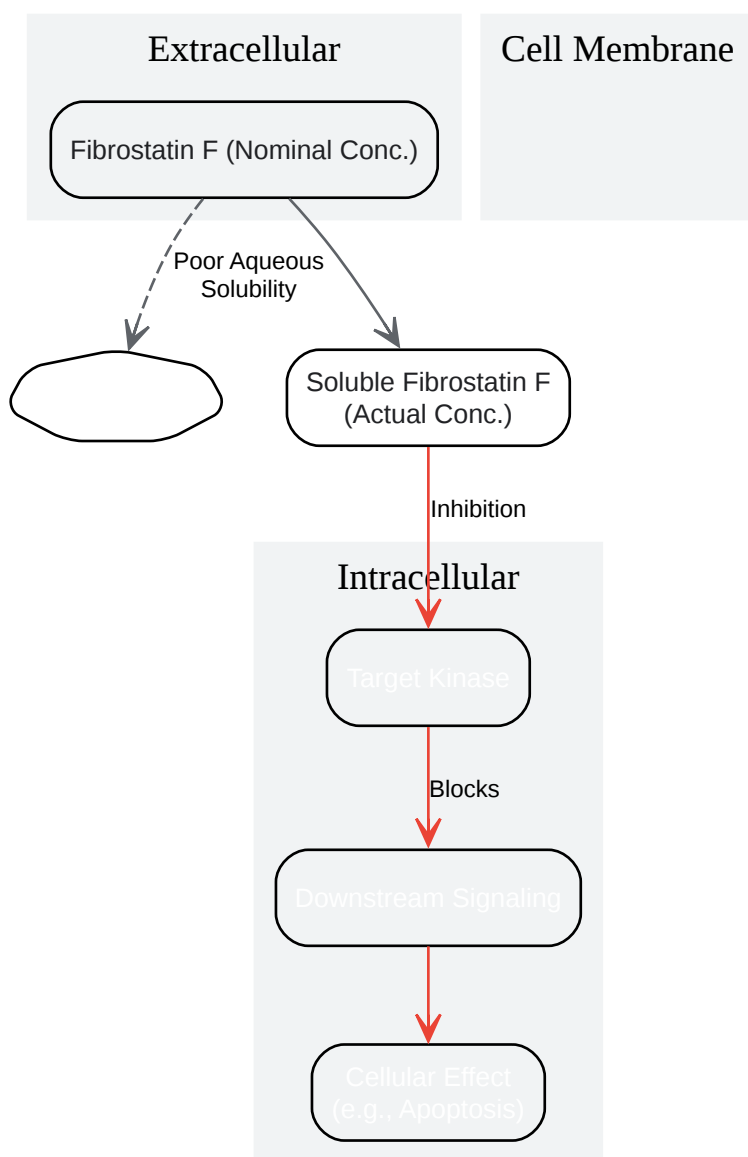 Extracellular
Cell Membrane
Fibrostatin F (Nominal Conc.)
Poor Aqueous
Solubility
Soluble Fibrostatin F
(Actual Conc.)
Inhibition
Intracellular
Target Kinase
Blocks
Downstream Signaling
Cellular Effect
(e.g., Apoptosis)